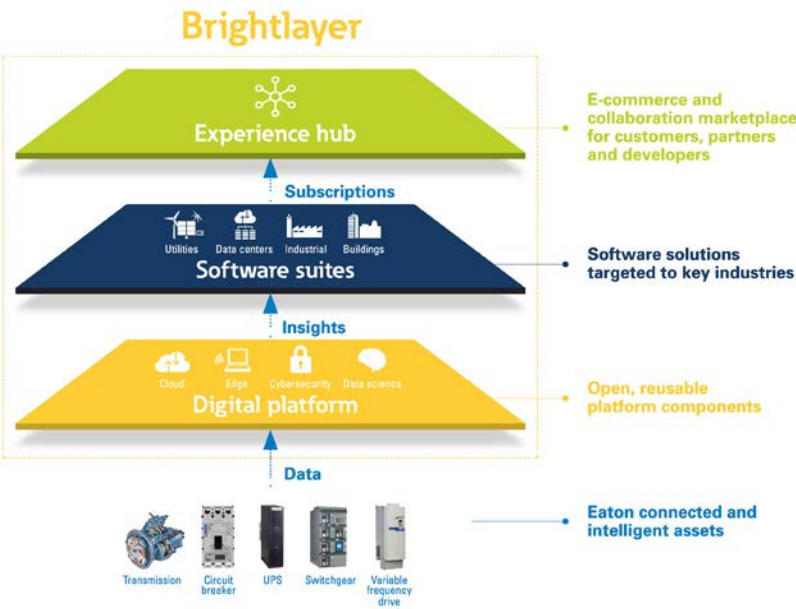 Brightlayer
Experience hub
E-commerce and
collaboration marketplace
for customers, partners
and developers
Subscriptions
Utilities
Data centers
Industrial
Buildings
Software suites
Software solutions
targeted to key industries
Insights
Cloud
Edge
Cybersecurity
Data science
Digital platform
Open, reusable
platform components
Data
Eaton connected and
intelligent assets
Transmission
Circuit
breaker
UPS
Switchgear
Variable
frequency
drive